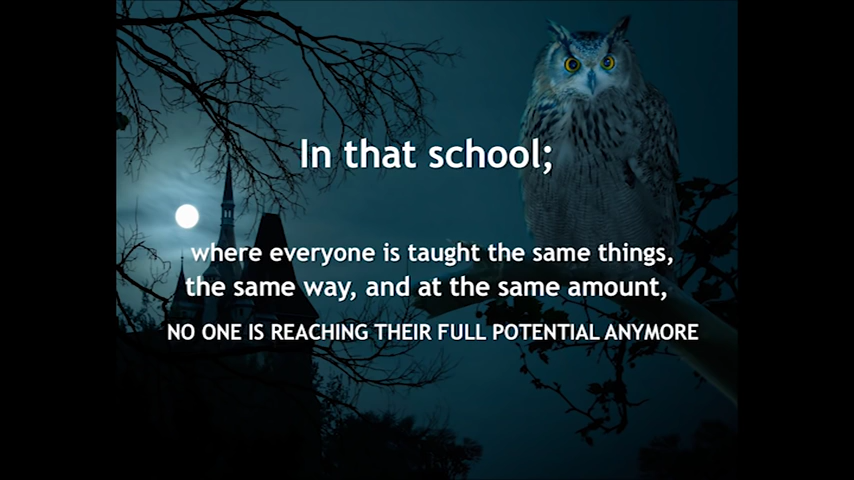 In that school;
where everyone is taught the same things,
the same way, and at the same amount,
NO ONE IS REACHING THEIR FULL POTENTIAL ANYMORE